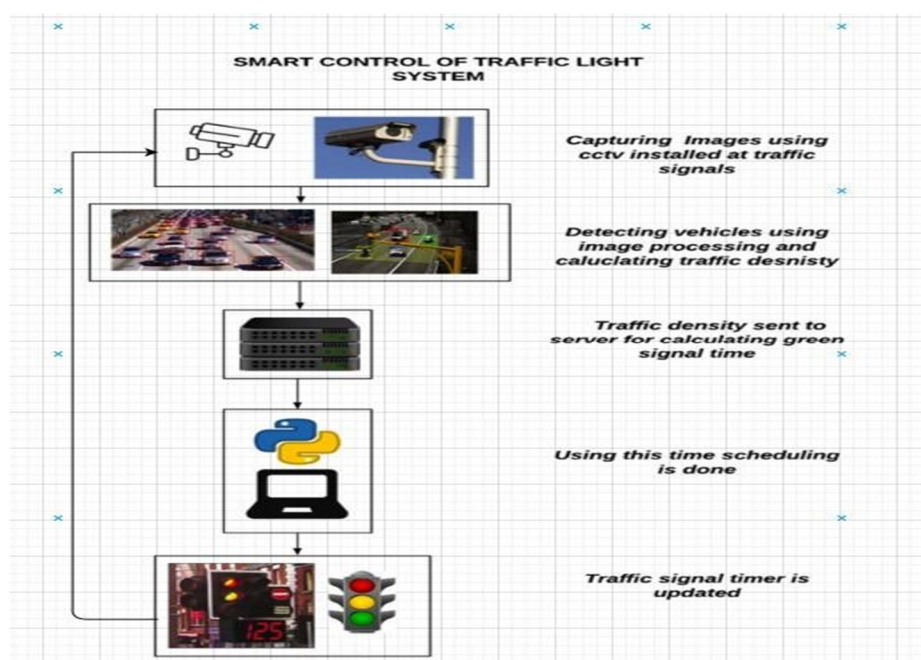 SMART CONTROL OF TRAFFIC LIGHT
SYSTEM
Capturing Images using
cctv installed at traffic
signals
Detecting vehicles using
image processing and
caluclating traffic desnisty
Traffic density sent to
server for calculating green
signal time
Using this time scheduling
is done
125
Traffic signal timer is
updated